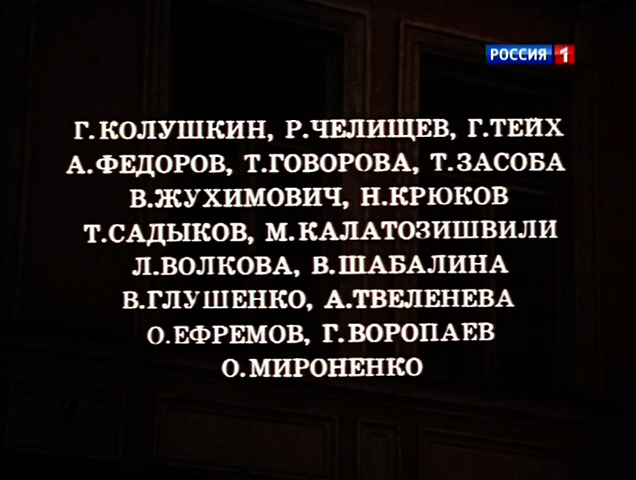 РОССИЯ 1
Г. КОЛУШКИН, Р.ЧЕЛИЩЕВ, Г.ТЕЙХ
А.ФЕДОРОВ, Т.ГОВОРОВА, Т.ЗАСОБА
В.ЖУХИМОВИЧ, Н.КРЮКОВ
Т.САДЫКОВ, М.КАЛАТОЗИШВИЛИ
Л.ВОЛКОВА, В.ШАБАЛИНА
В.ГЛУШЕНКО, А.ТВЕЛЕНЕВА
О.ЕФРЕМОВ, Г.ВОРОПАЕВ
О.МИРОНЕНКО